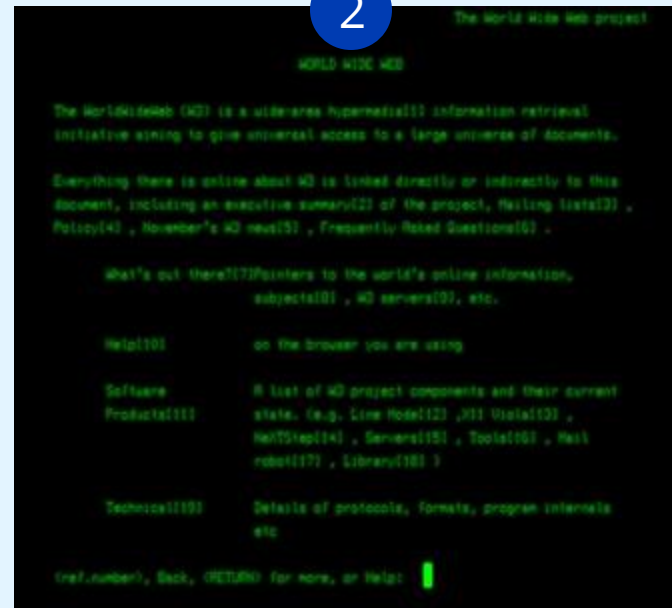 2
The World Wide Web project
WORLD WIDE WEB
The WorldWideWeb (W3) is a wide-area hypermedia[1] information retrieval
initiative aiming to give universal access to a large universe of documents.
Everything there is online about W3 is linked directly or indirectly to this
document, including an executive summary[2] of the project, Mailing lists[3] ,
Policy[4] , November's W3 news[5] , Frequently Asked Questions[6] .
What's out there?[7]Pointers to the world's online information,
subjects[8] , W3 servers[9], etc.
Help[10] on the browser you are using
Software A list of W3 project components and their current
Products[11] state. (e.g. Line Mode[12] ,X11 Viola[13] ,
NeXTStep[14] , Servers[15] , Tools[16] , Mail
robot[17] , Library[18] )
Technical[19] Details of protocols, formats, program internals
etc
<ref.number>, Back, <RETURN> for more, or Help: